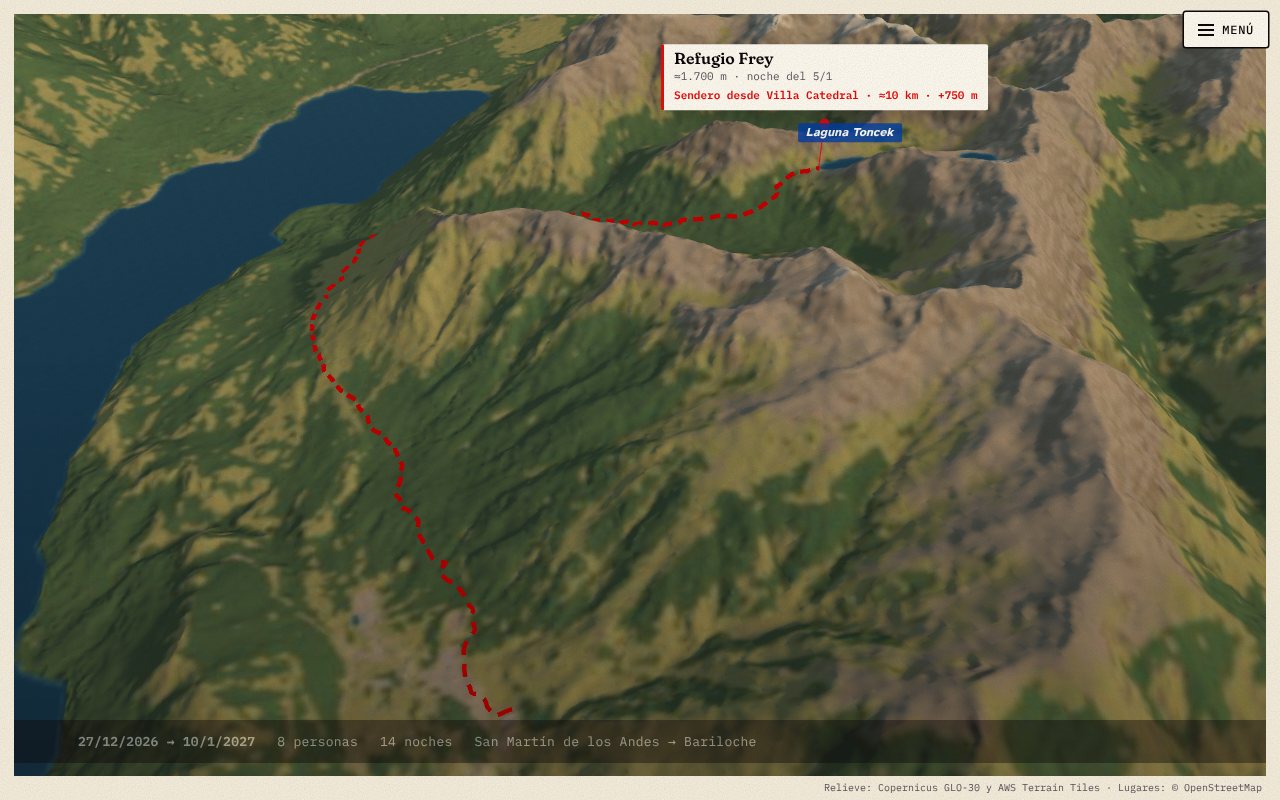 MENÚ
Refugio Frey
≈1.700 m · noche del 5/1
Sendero desde Villa Catedral · ≈10 km · +750 m
Laguna Toncek
27/12/2026 → 10/1/2027 8 personas 14 noches San Martín de los Andes → Bariloche
Relieve: Copernicus GLO-30 y AWS Terrain Tiles · Lugares: © OpenStreetMap